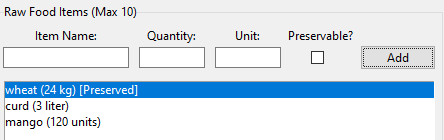 Raw Food Items (Max 10)
Item Name: Quantity: Unit: Preservable?
Add
wheat (24 kg) [Preserved]
curd (3 liter)
mango (120 units)